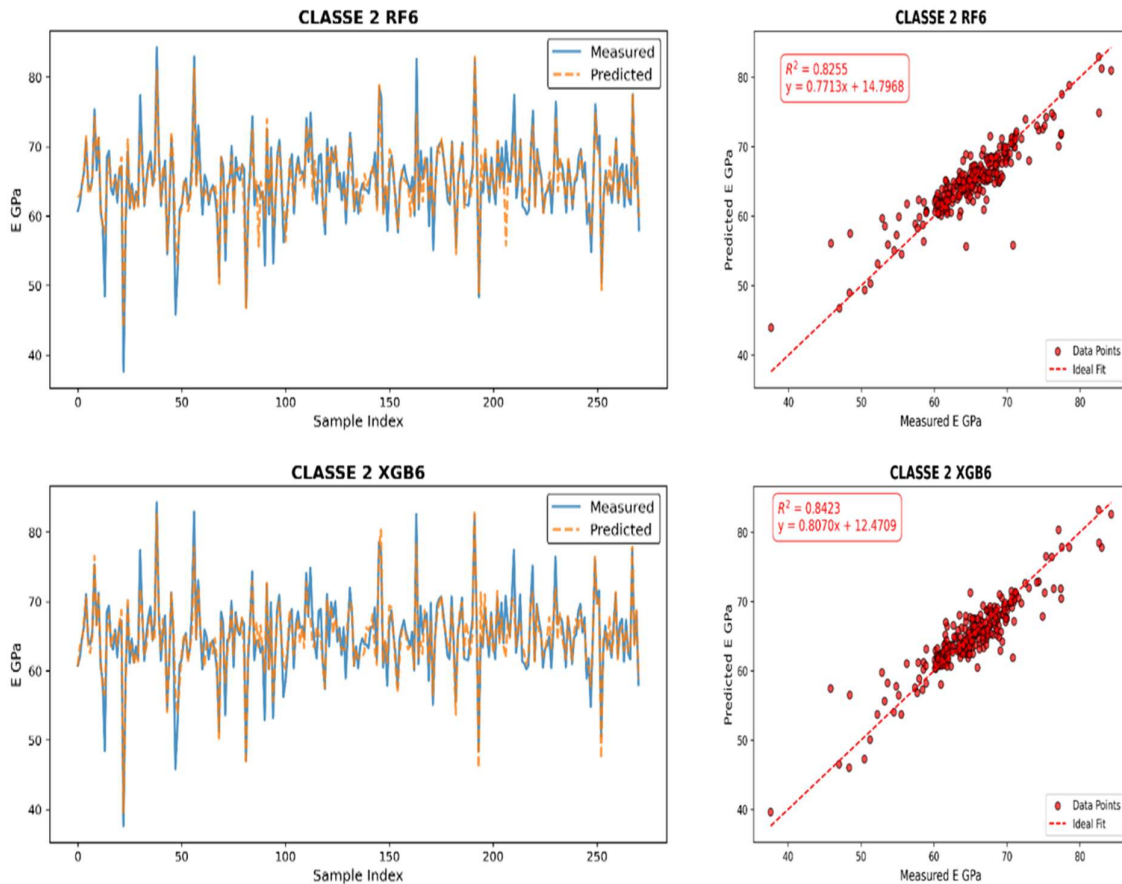 CLASSE 2 RF6
E GPa
80
70
60
50
40
Measured
Predicted
0
50
100
150
200
250
Sample Index
CLASSE 2 RF6
Predicted E GPa
80
70
60
50
40
R² = 0.8255
y = 0.7713x + 14.7968
Data Points
Ideal Fit
40
50
60
70
80
Measured E GPa
CLASSE 2 XGB6
E GPa
80
70
60
50
40
Measured
Predicted
0
50
100
150
200
250
Sample Index
CLASSE 2 XGB6
Predicted E GPa
80
70
60
50
40
R² = 0.8423
y = 0.8070x + 12.4709
Data Points
Ideal Fit
40
50
60
70
80
Measured E GPa